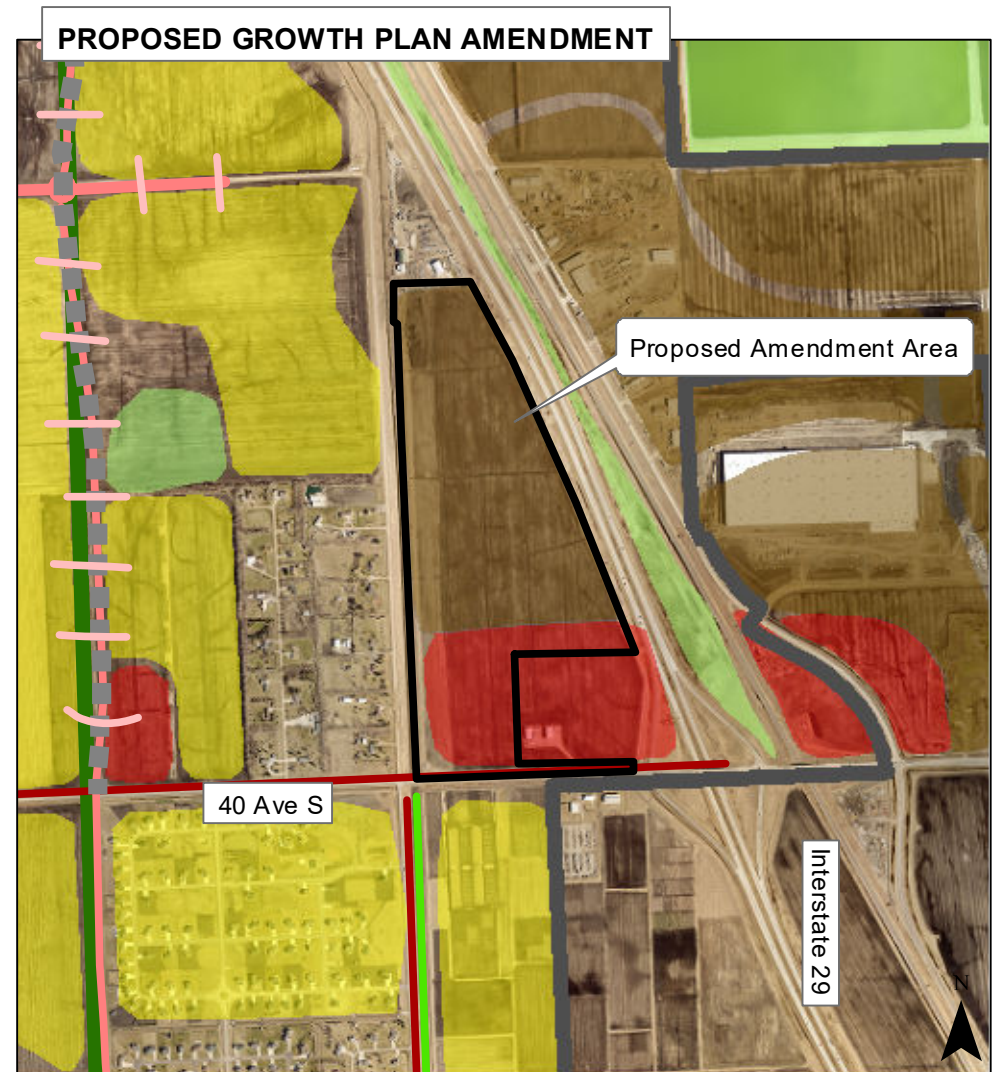 PROPOSED GROWTH PLAN AMENDMENT
Proposed Amendment Area
40 Ave S
Interstate 29
N